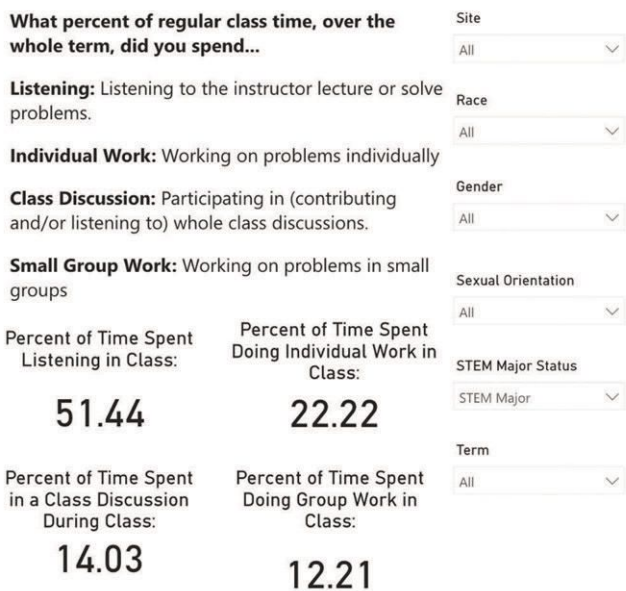 What percent of regular class time, over the
whole term, did you spend...
Listening: Listening to the instructor lecture or solve
problems.
Individual Work: Working on problems individually
Class Discussion: Participating in (contributing
and/or listening to) whole class discussions.
Small Group Work: Working on problems in small
groups
Percent of Time Spent
Listening in Class:
51.44
Percent of Time Spent
Doing Individual Work in
Class:
22.22
Percent of Time Spent
in a Class Discussion
During Class:
14.03
Percent of Time Spent
Doing Group Work in
Class:
12.21
Site
All
Race
All
Gender
All
Sexual Orientation
All
STEM Major Status
STEM Major
Term
All